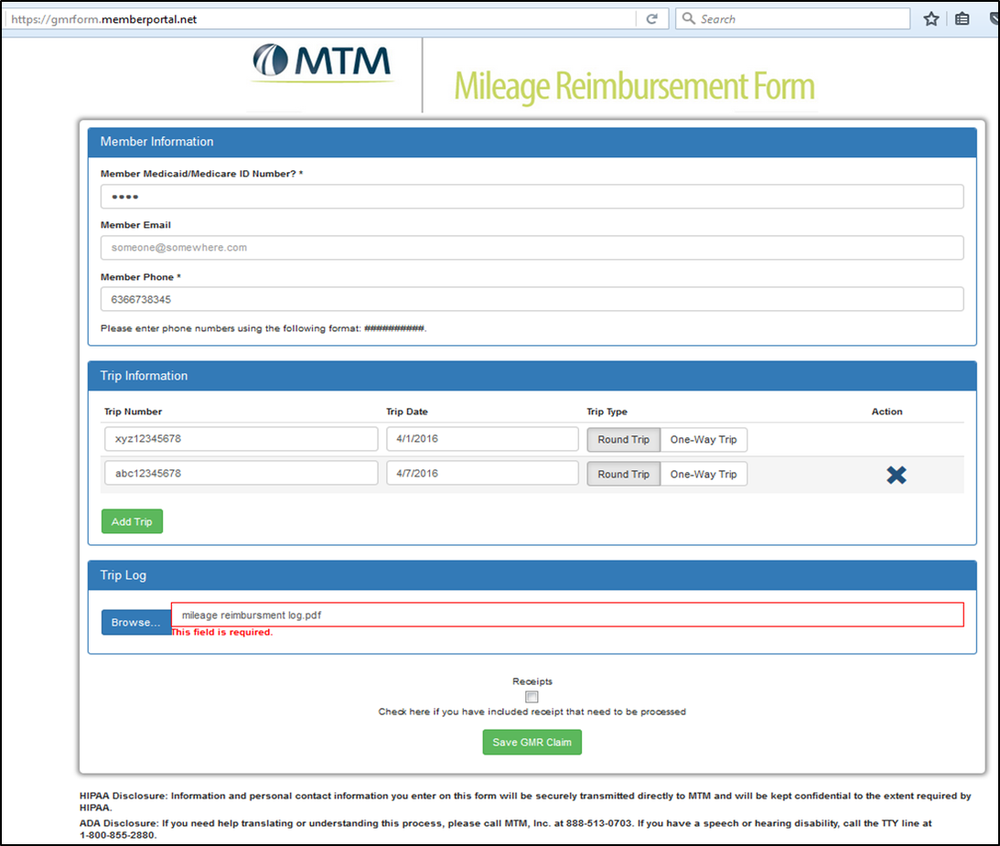 https://gmrform.memberportal.net
Search
MTM
Mileage Reimbursement Form
Member Information
Member Medicaid/Medicare ID Number? *
••••
Member Email
someone@somewhere.com
Member Phone *
6366738345
Please enter phone numbers using the following format: ##########.
Trip Information
Trip Number Trip Date Trip Type Action
xyz12345678 4/1/2016 Round Trip One-Way Trip
abc12345678 4/7/2016 Round Trip One-Way Trip
Add Trip
Trip Log
Browse... mileage reimbursment log.pdf
This field is required.
Receipts
Check here if you have included receipt that need to be processed
Save GMR Claim
HIPAA Disclosure: Information and personal contact information you enter on this form will be securely transmitted directly to MTM and will be kept confidential to the extent required by
HIPAA.
ADA Disclosure: If you need help translating or understanding this process, please call MTM, Inc. at 888-513-0703. If you have a speech or hearing disability, call the TTY line at
1-800-855-2880.